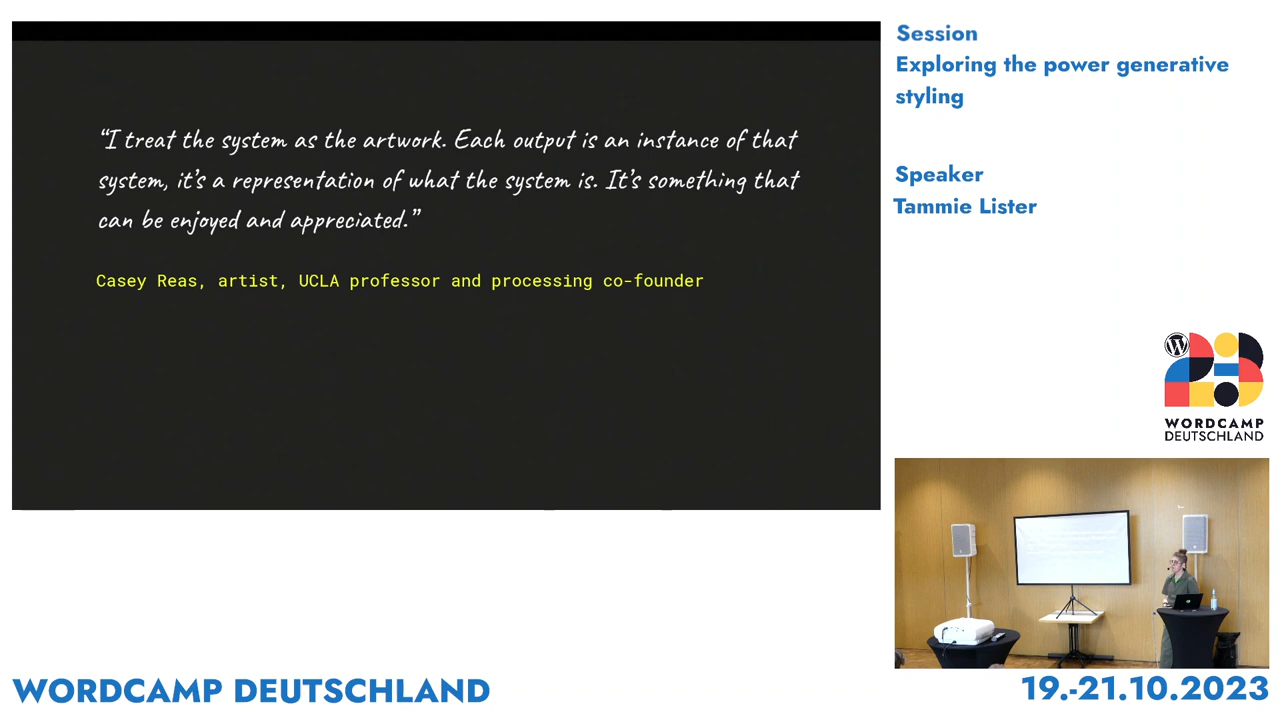 “I treat the system as the artwork. Each output is an instance of that
system, it’s a representation of what the system is. It’s something that
can be enjoyed and appreciated.”
Casey Reas, artist, UCLA professor and processing co-founder
Session
Exploring the power generative
styling
Speaker
Tammie Lister
WORDCAMP
DEUTSCHLAND
WORDCAMP DEUTSCHLAND
19.-21.10.2023